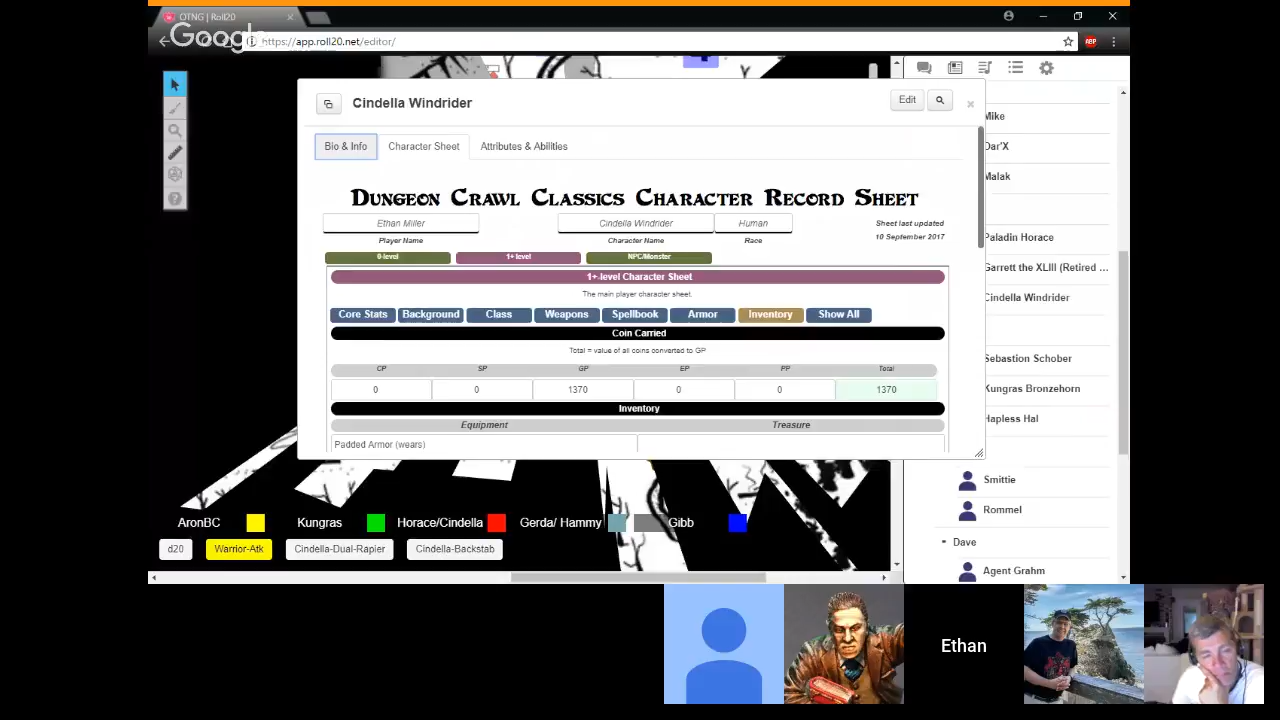 OTNG | Roll20
Google
https://app.roll20.net/editor/
ABP
Cindella Windrider
Edit
Bio & Info
Character Sheet
Attributes & Abilities
Dungeon Crawl Classics Character Record Sheet
Ethan Miller
Cindella Windrider
Human
Sheet last updated
10 September 2017
Player Name
Character Name
Race
0-level
1+ level
NPC/Monster
1+-level Character Sheet
The main player character sheet.
Core Stats
Background
Class
Weapons
Spellbook
Armor
Inventory
Show All
Coin Carried
Total = value of all coins converted to GP
CP SP GP EP PP Total
0 0 1370 0 0 1370
Inventory
Equipment Treasure
Padded Armor (wears)
Mike
Dar'X
Malak
Paladin Horace
Garrett the XLIII (Retired ...
Cindella Windrider
Sebastion Schober
Kungras Bronzehorn
Hapless Hal
Smittie
Rommel
Dave
Agent Grahm
AronBC Kungras Horace/Cindella Gerda/ Hammy Gibb
d20 Warrior-Atk Cindella-Dual-Rapier Cindella-Backstab
Ethan